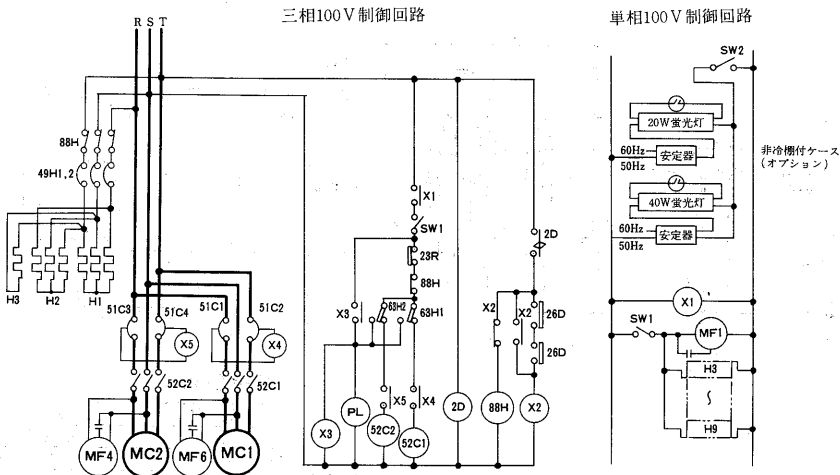 三相100V制御回路
単相100V制御回路
R S T
SW2
20W蛍光灯
60Hz
50Hz
安定器
非冷棚付ケース
(オプション)
40W蛍光灯
60Hz
50Hz
安定器
88H
49H1,2
H3
H2
H1
X1
SW1
23R
88H
2D
X3
63H2
63H1
X2
X2
26D
26D
51C3
51C4
51C1
51C2
X5
X4
52C2
52C1
X5
X4
MF4
MC2
MF6
MC1
X3
PL
52C2
52C1
2D
88H
X2
X1
SW1
MF1
H3
〜
H9